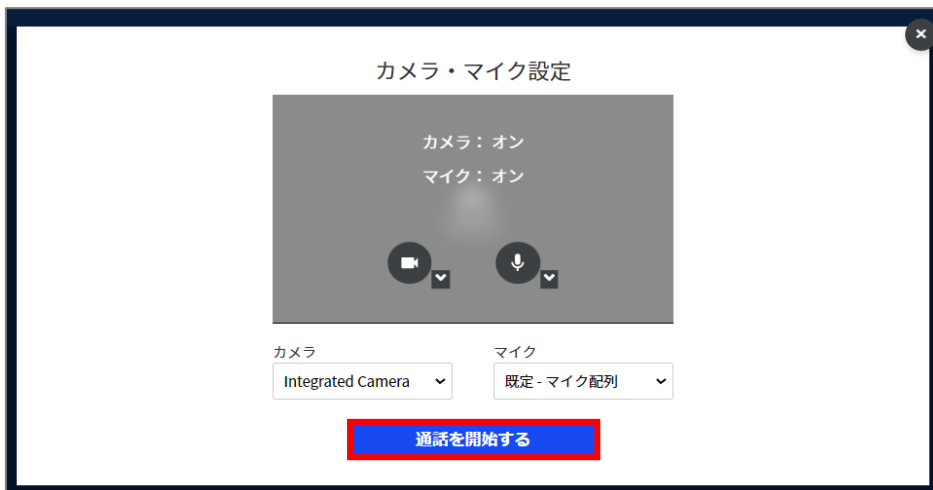 カメラ・マイク設定
カメラ： オン
マイク： オン
カメラ
マイク
Integrated Camera
既定 - マイク配列
通話を開始する